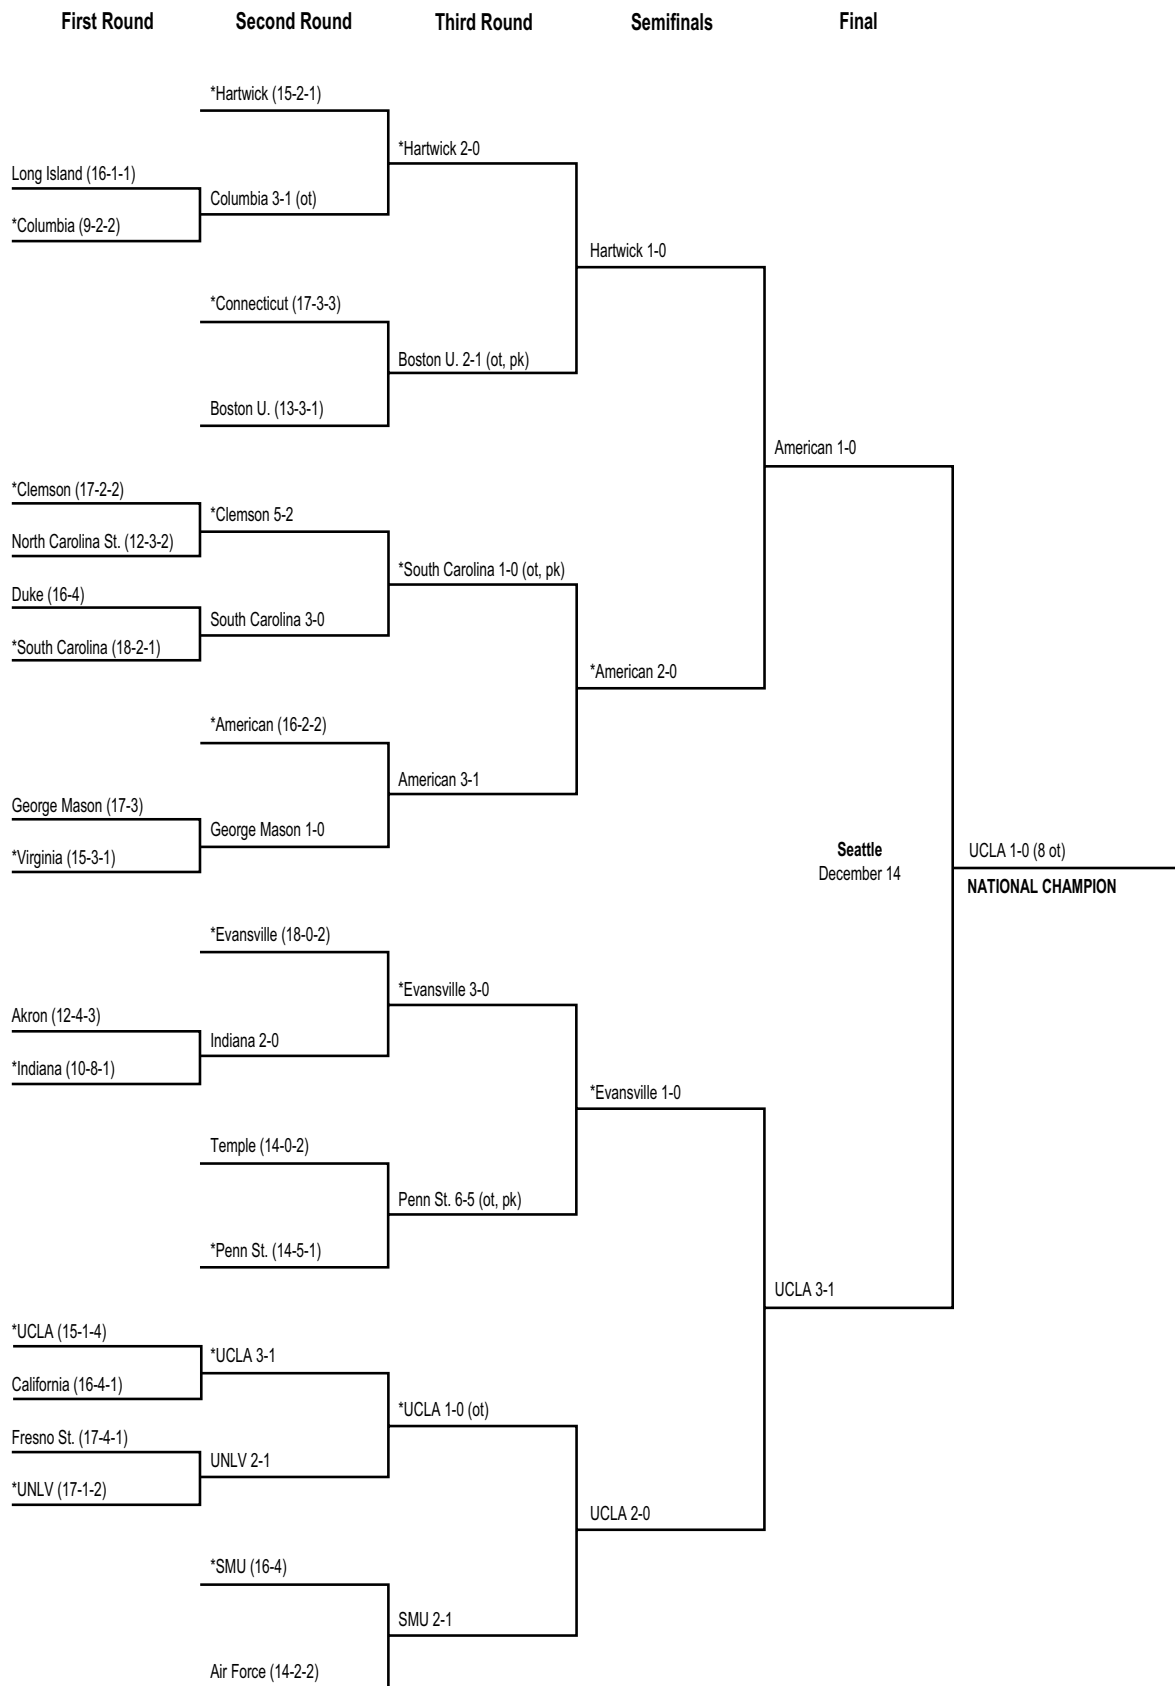 First Round Second Round Third Round Semifinals Final
*Hartwick (15-2-1)
*Hartwick 2-0
Long Island (16-1-1)
Columbia 3-1 (ot)
*Columbia (9-2-2)
Hartwick 1-0
*Connecticut (17-3-3)
Boston U. 2-1 (ot, pk)
Boston U. (13-3-1)
American 1-0
*Clemson (17-2-2)
*Clemson 5-2
North Carolina St. (12-3-2)
*South Carolina 1-0 (ot, pk)
Duke (16-4)
South Carolina 3-0
*South Carolina (18-2-1)
*American 2-0
*American (16-2-2)
American 3-1
George Mason (17-3)
George Mason 1-0
*Virginia (15-3-1)
Seattle
December 14
UCLA 1-0 (8 ot)
NATIONAL CHAMPION
*Evansville (18-0-2)
*Evansville 3-0
Akron (12-4-3)
Indiana 2-0
*Indiana (10-8-1)
*Evansville 1-0
Temple (14-0-2)
Penn St. 6-5 (ot, pk)
*Penn St. (14-5-1)
UCLA 3-1
*UCLA (15-1-4)
*UCLA 3-1
California (16-4-1)
*UCLA 1-0 (ot)
Fresno St. (17-4-1)
UNLV 2-1
*UNLV (17-1-2)
UCLA 2-0
*SMU (16-4)
SMU 2-1
Air Force (14-2-2)